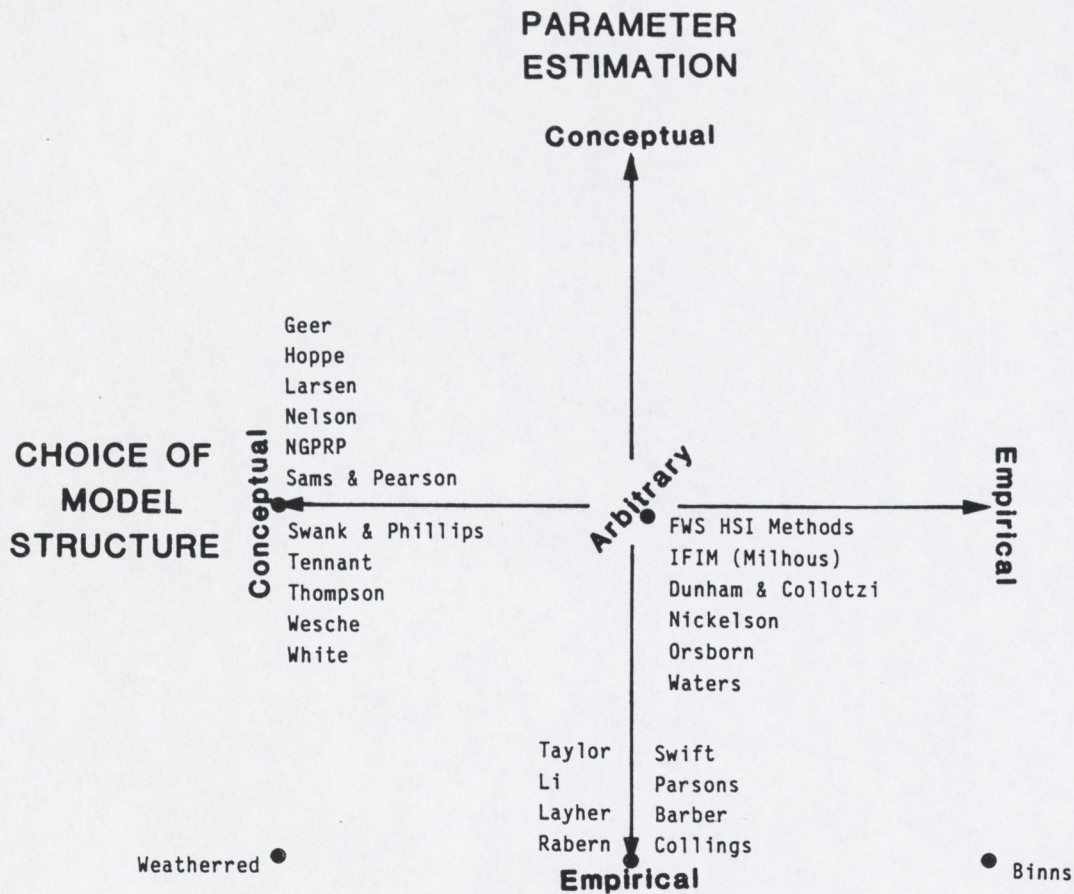 PARAMETER
ESTIMATION
Conceptual
Geer
Hoppe
Larsen
Nelson
NGPRP
Sams & Pearson
CHOICE OF
MODEL
STRUCTURE
Conceptual
Swank & Phillips
Tennant
Thompson
Wesche
White
Arbitrary
Empirical
FWS HSI Methods
IFIM (Milhous)
Dunham & Collotzi
Nickelson
Orsborn
Waters
Taylor
Li
Layher
Rabern
Swift
Parsons
Barber
Collings
Weatherred
Empirical
Binns